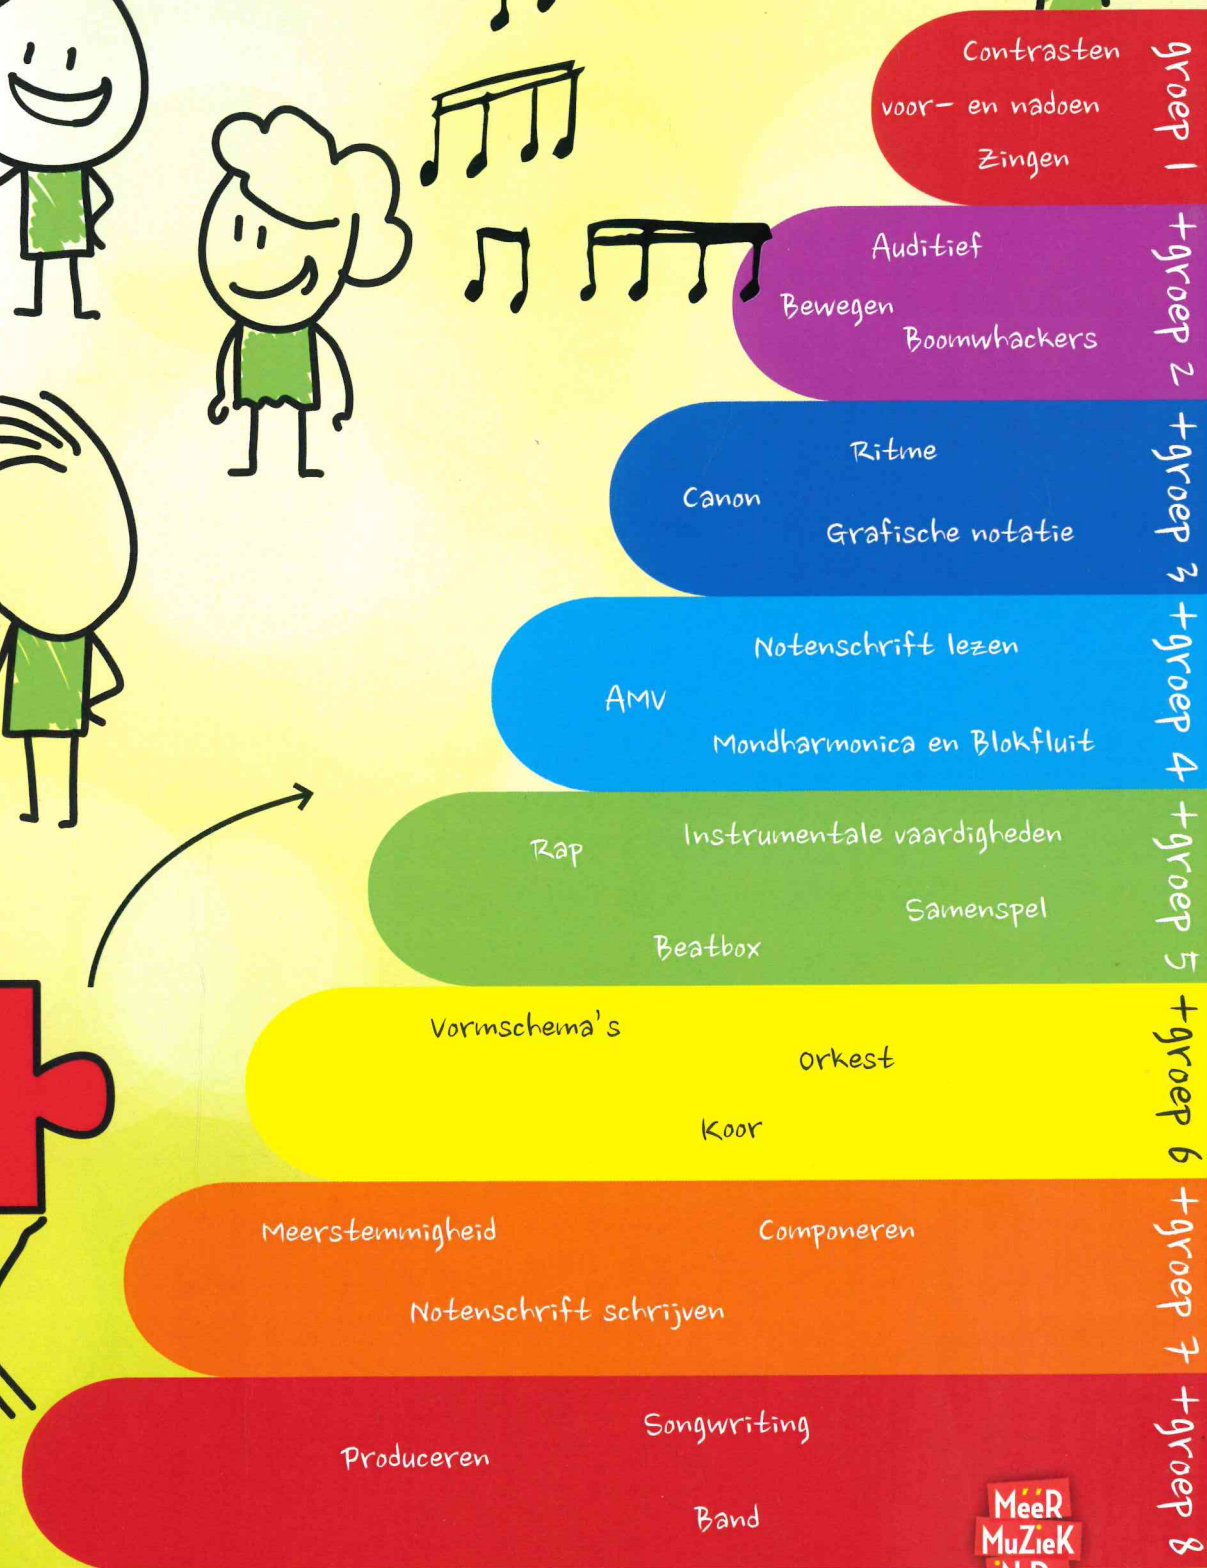 Contrasten
voor- en nadoen
Zingen
groep 1
Auditief
Bewegen
Boomwhackers
+groep 2
Ritme
Canon
Grafische notatie
+groep 3
Notenschrift lezen
AMV
Mondharmonica en Blokfluit
+groep 4
Instrumentale vaardigheden
Rap
Samenspel
Beatbox
+groep 5
Vormschema's
Orkest
Koor
+groep 6
Meerstemmigheid
Componeren
Notenschrift schrijven
+groep 7
Songwriting
Produceren
Band
+groep 8
MééR
MuZieK